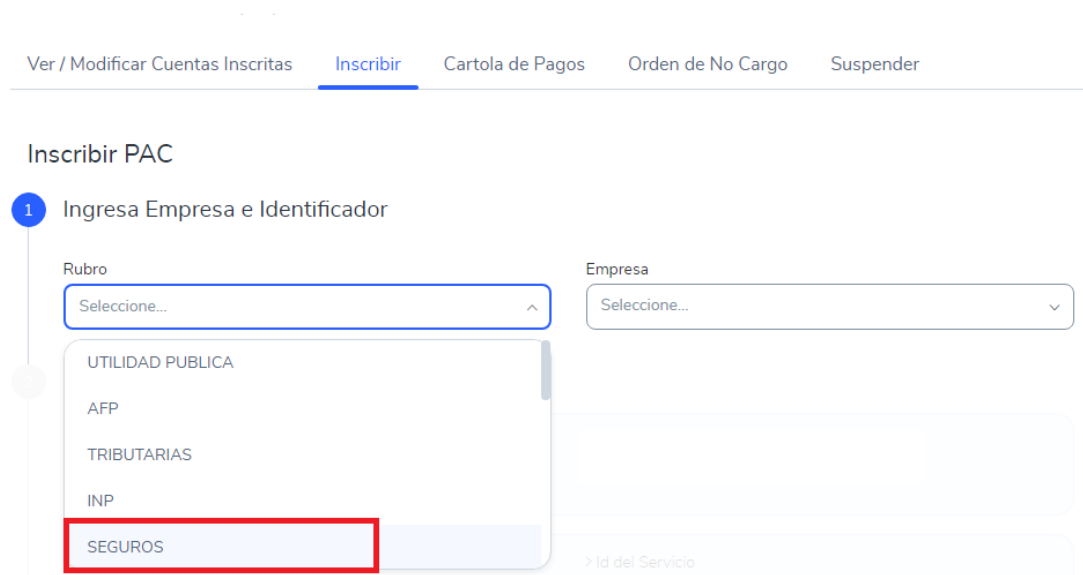 Ver / Modificar Cuentas Inscritas Inscribir Cartola de Pagos Orden de No Cargo Suspender
Inscribir PAC
1 Ingresa Empresa e Identificador
Rubro Empresa
Seleccione... Seleccione...
UTILIDAD PUBLICA
2
AFP
TRIBUTARIAS
INP
SEGUROS
> Id del Servicio